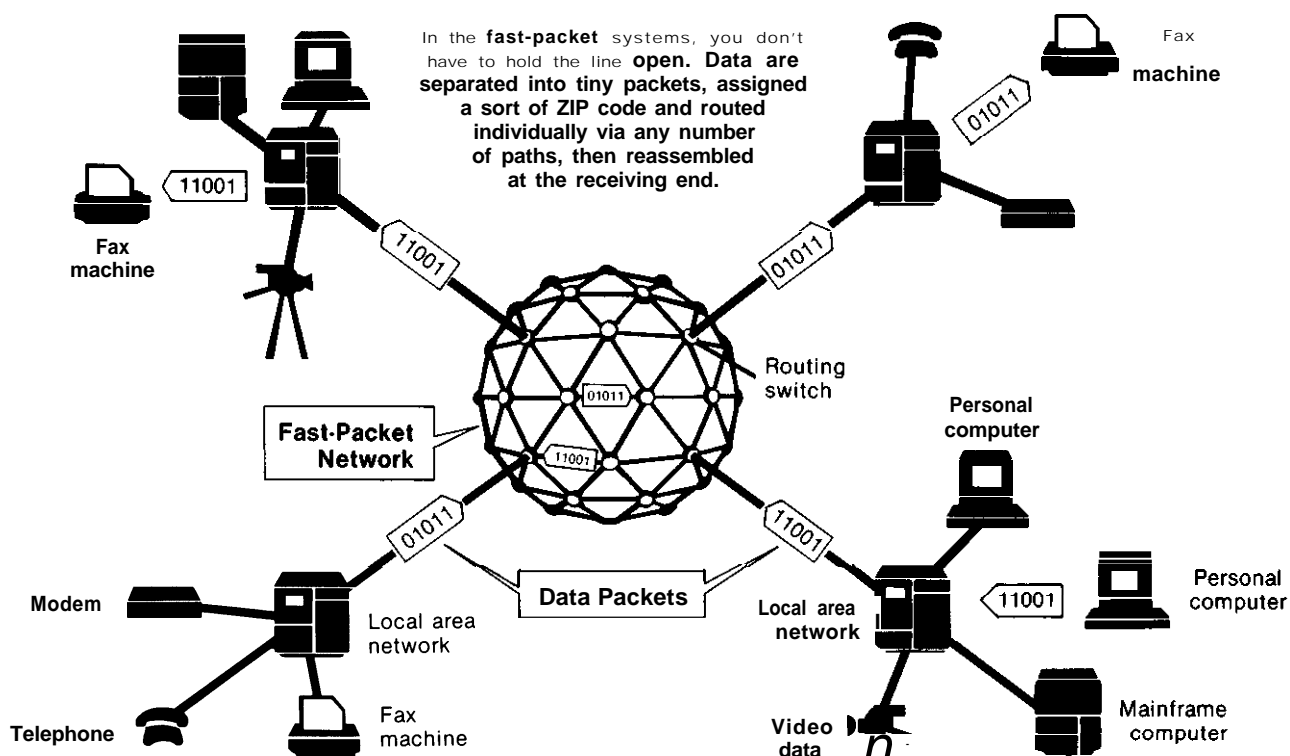 In the fast-packet systems, you don't
have to hold the line open. Data are
separated into tiny packets, assigned
a sort of ZIP code and routed
individually via any number
of paths, then reassembled
at the receiving end.
Fax
machine
01011
11001
Fax
machine
11001
01011
Routing
switch
01011
Fast-Packet
Network
11001
Personal
computer
01011
11001
Data Packets
11001
Personal
computer
Modem
Local area
network
Local area
network
Telephone
Fax
machine
Video
data
n
Mainframe
computer